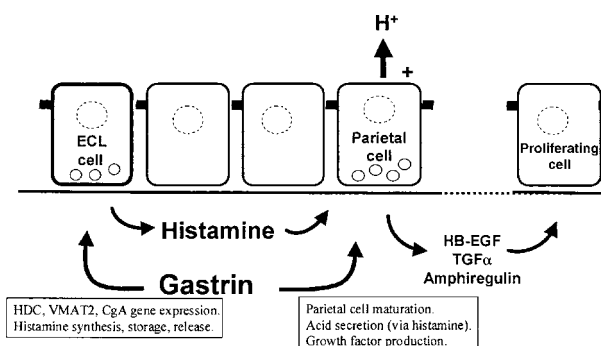 H+
+
ECL
cell
Parietal
cell
Proliferating
cell
Histamine
HB-EGF
TGFα
Amphiregulin
Gastrin
HDC, VMAT2, CgA gene expression.
Histamine synthesis, storage, release.
Parietal cell maturation.
Acid secretion (via histamine).
Growth factor production.